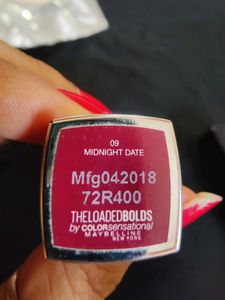 09
MIDNIGHT DATE
Mfg042018
72R400
THELOADEDBOLDS
by COLORsensational
MAYBELLINE
NEW YORK